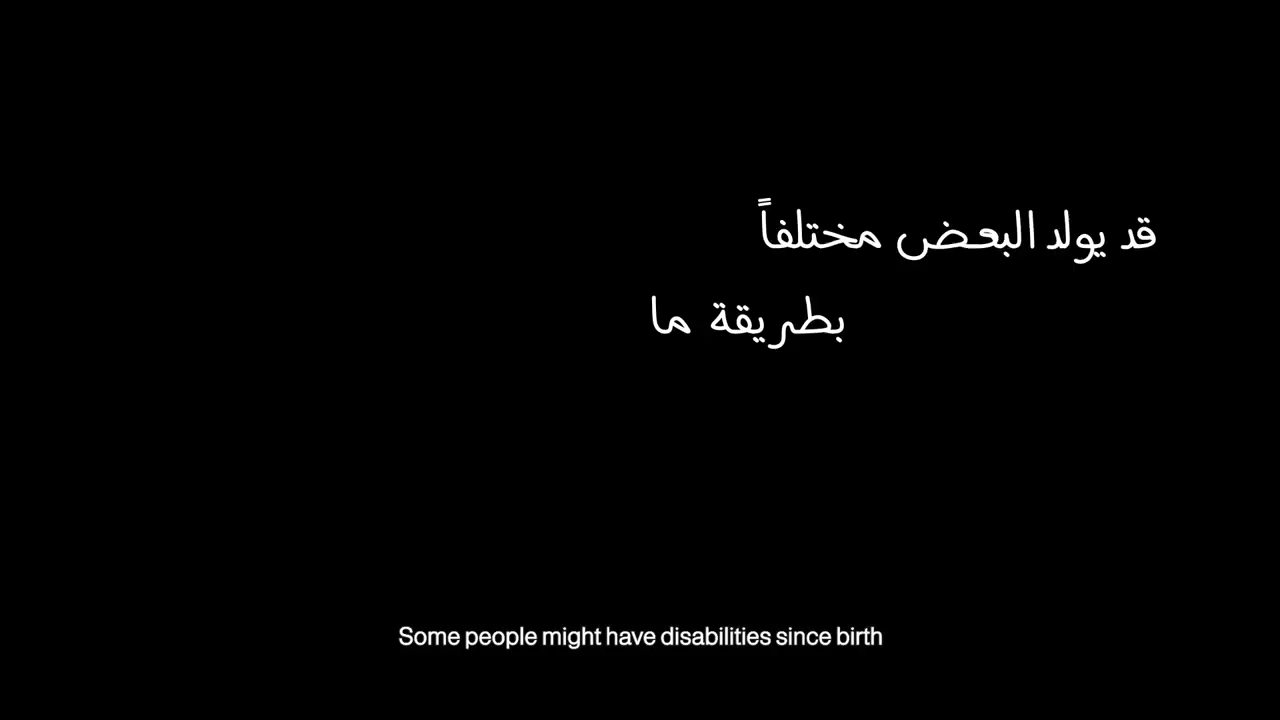 قد يولد البعض مختلفاً
بطريقة ما
Some people might have disabilities since birth